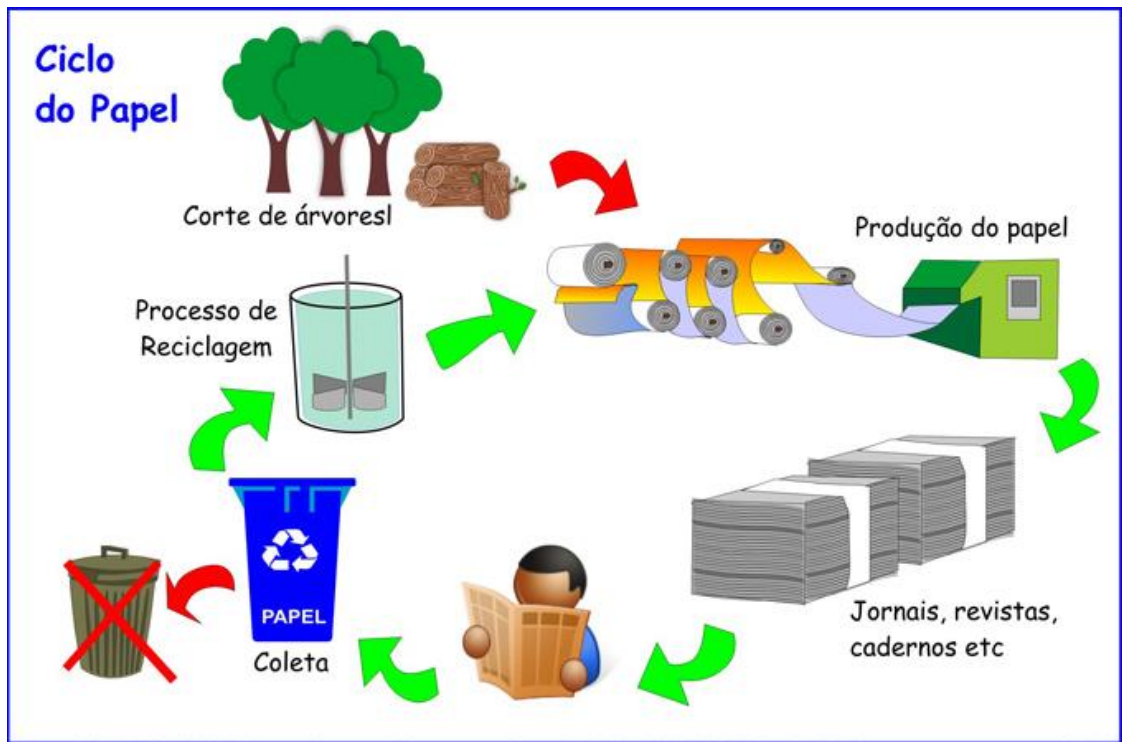 Ciclo
do Papel
Corte de árvoresl
Produção do papel
Processo de
Reciclagem
Jornais, revistas,
cadernos etc
PAPEL
Coleta